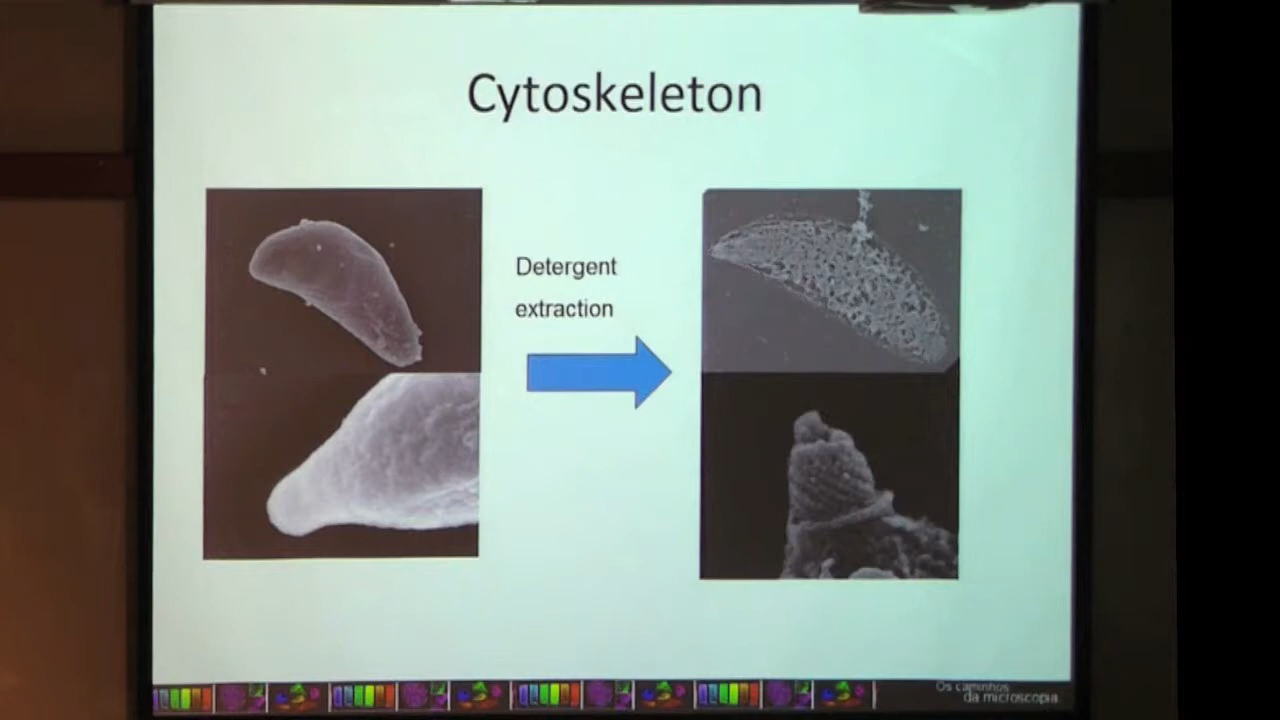 Cytoskeleton
Detergent
extraction
Os caminhos
da microscopia